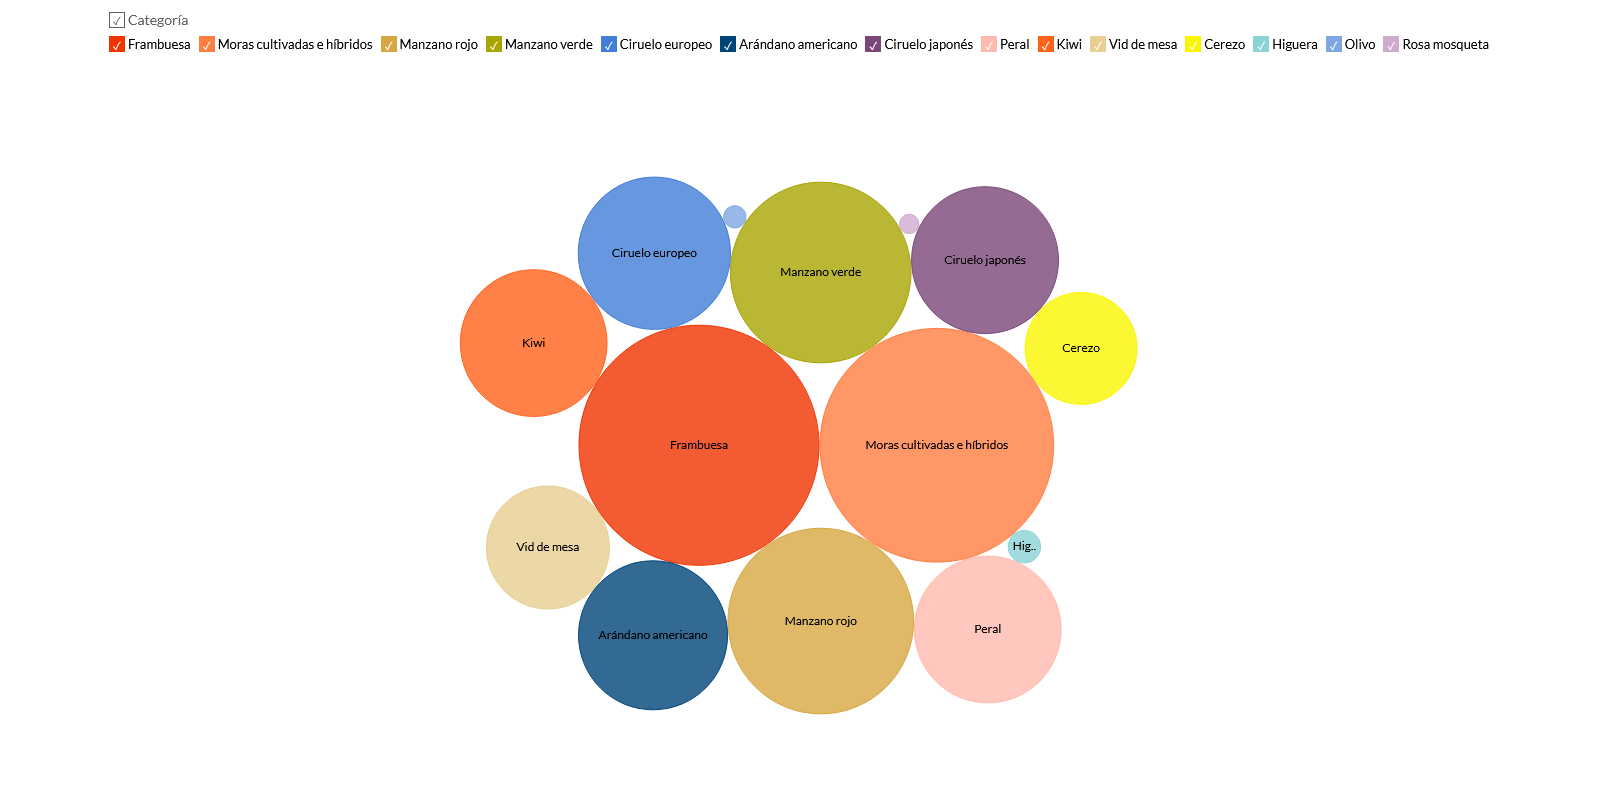 Categoría
Frambuesa Moras cultivadas e híbridos Manzano rojo Manzano verde Ciruelo europeo Arándano americano Ciruelo japonés Peral Kiwi Vid de mesa Cerezo Higuera Olivo Rosa mosqueta
Ciruelo europeo
Manzano verde
Ciruelo japonés
Kiwi
Cerezo
Frambuesa
Moras cultivadas e híbridos
Vid de mesa
Hig..
Arándano americano
Manzano rojo
Peral